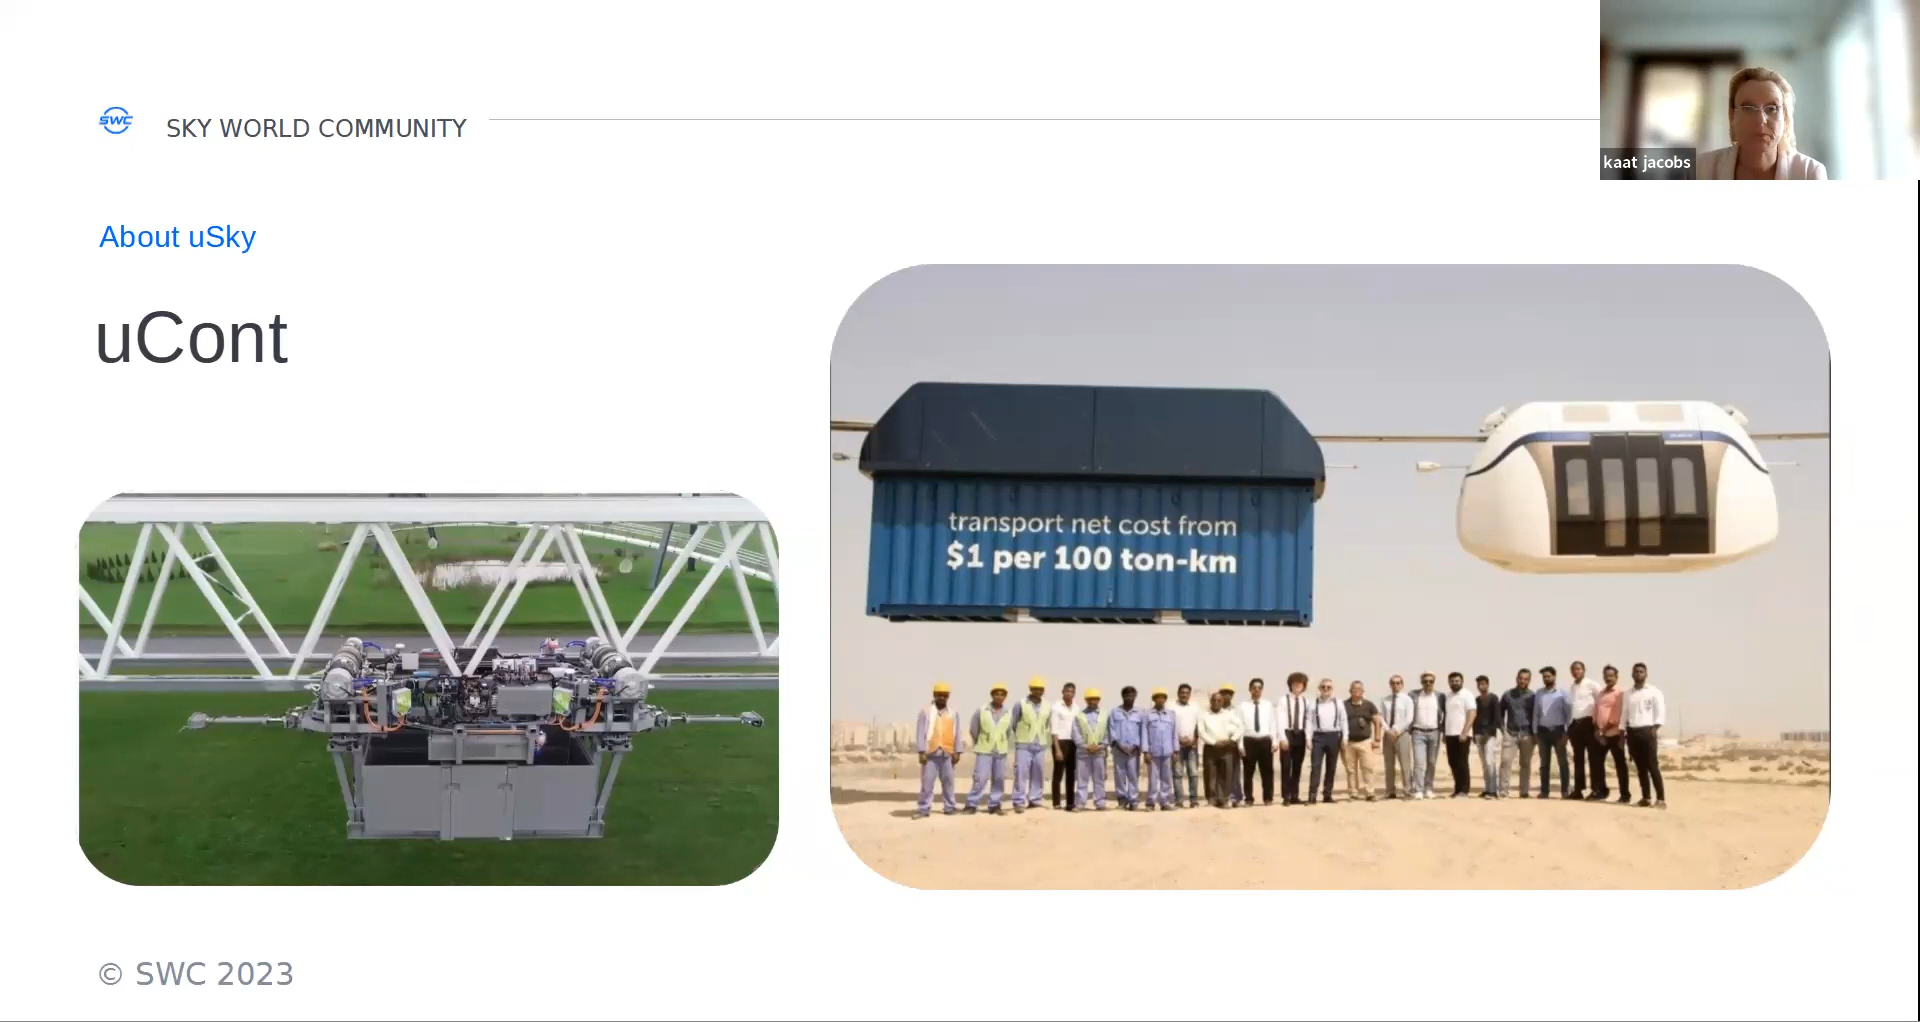 SWC
SKY WORLD COMMUNITY
kaat jacobs
About uSky
uCont
transport net cost from
$1 per 100 ton-km
© SWC 2023